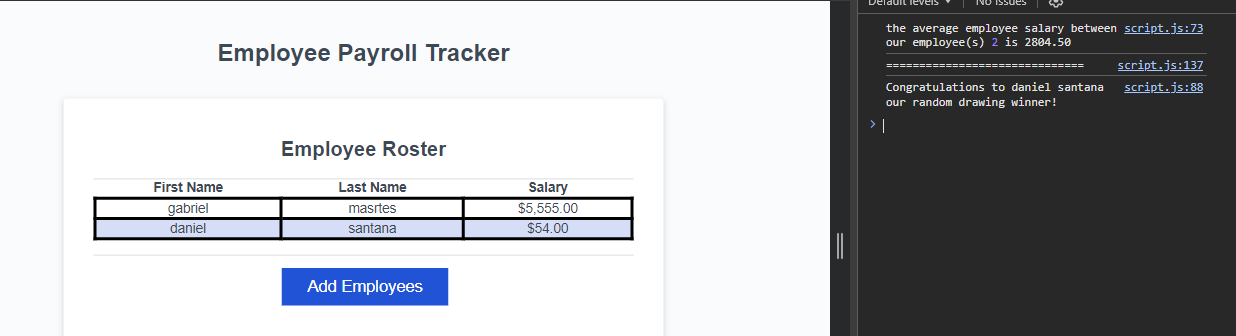 Default levels ▼ No Issues
Employee Payroll Tracker
Employee Roster
First Name Last Name Salary
gabriel masrtes $5,555.00
daniel santana $54.00
Add Employees
the average employee salary between script.js:73
our employee(s) 2 is 2804.50
============================== script.js:137
Congratulations to daniel santana script.js:88
our random drawing winner!
>